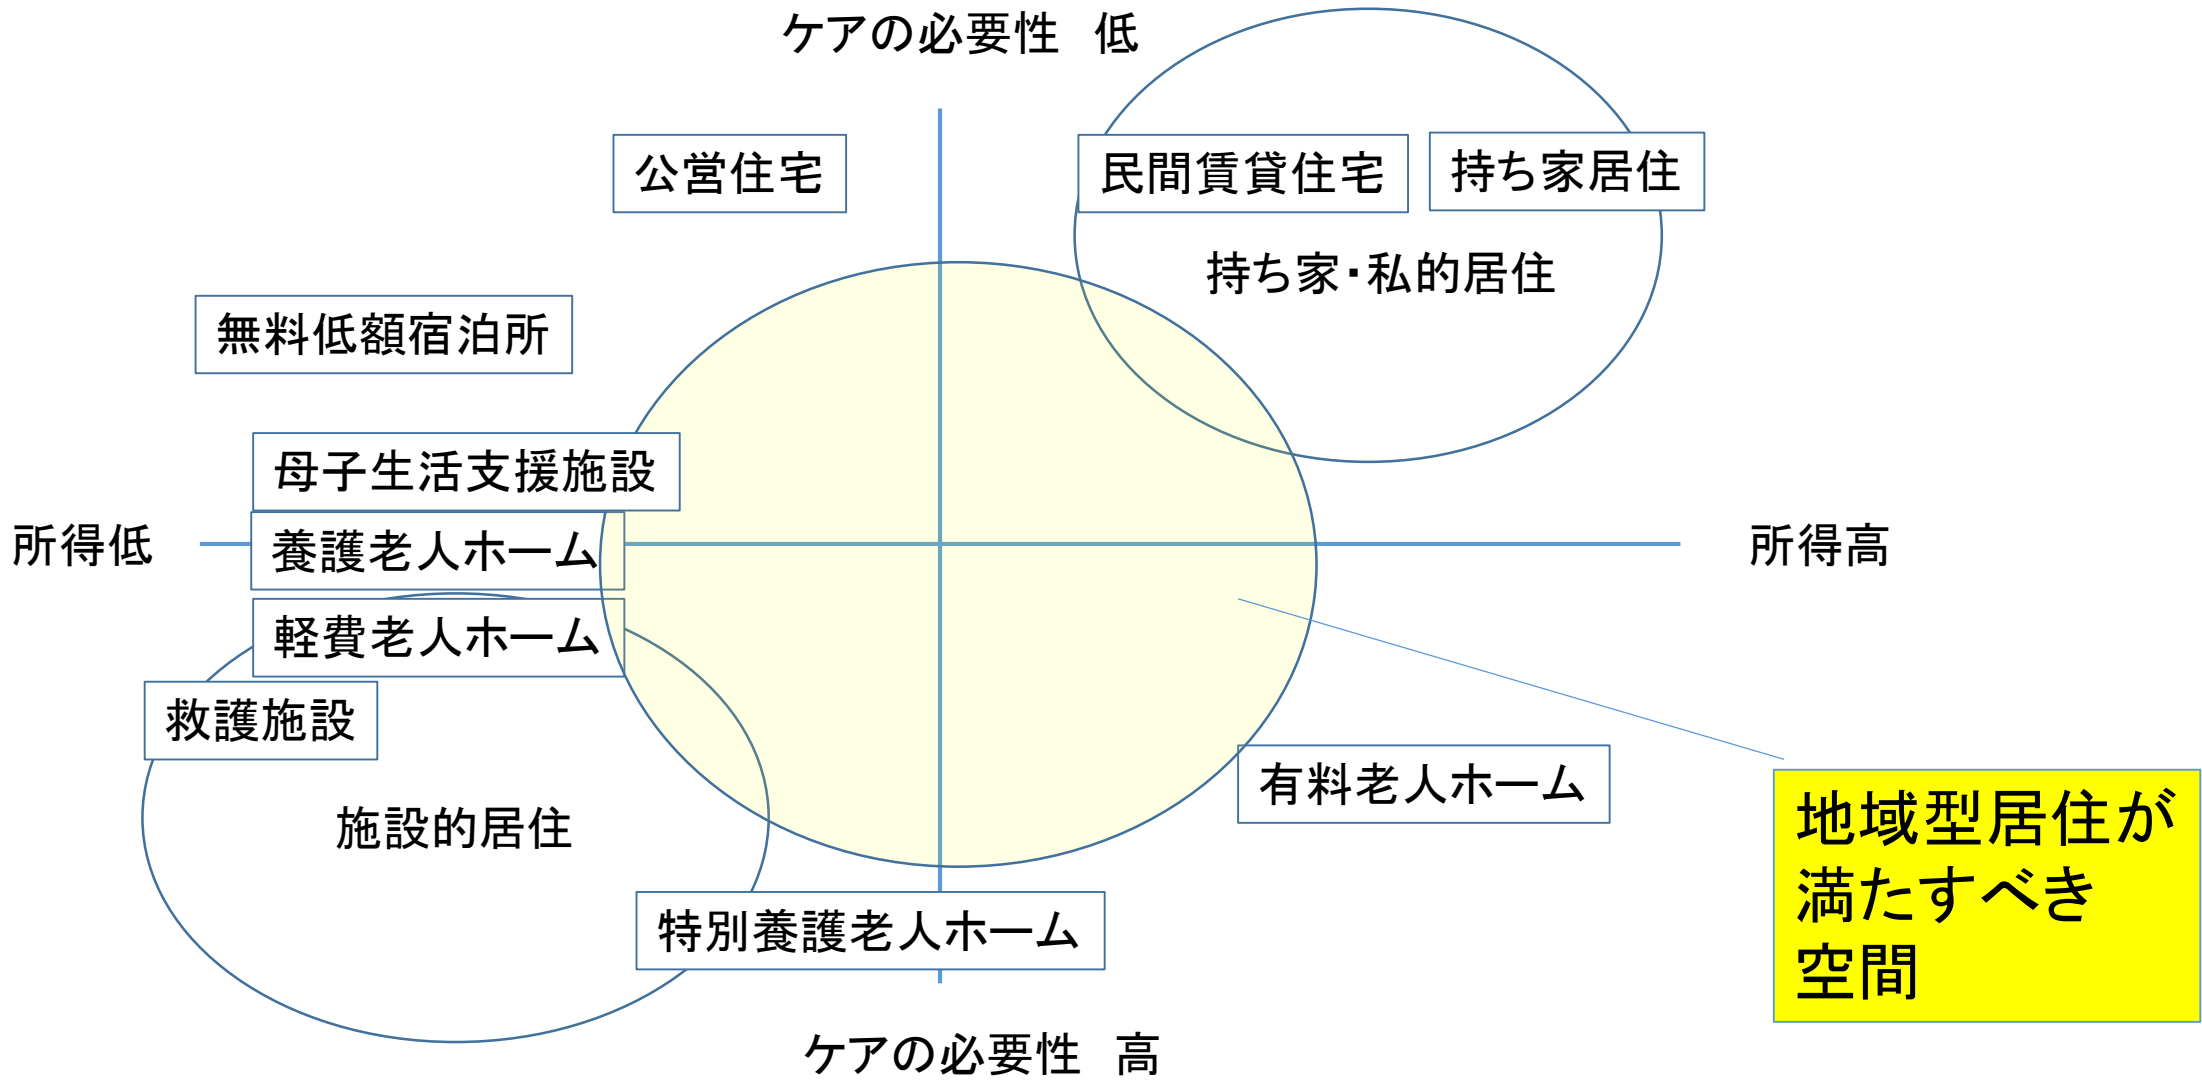 ケアの必要性　低
公営住宅
民間賃貸住宅
持ち家居住
持ち家・私的居住
無料低額宿泊所
母子生活支援施設
所得低
養護老人ホーム
所得高
軽費老人ホーム
救護施設
有料老人ホーム
施設的居住
地域型居住が
満たすべき
空間
特別養護老人ホーム
ケアの必要性　高